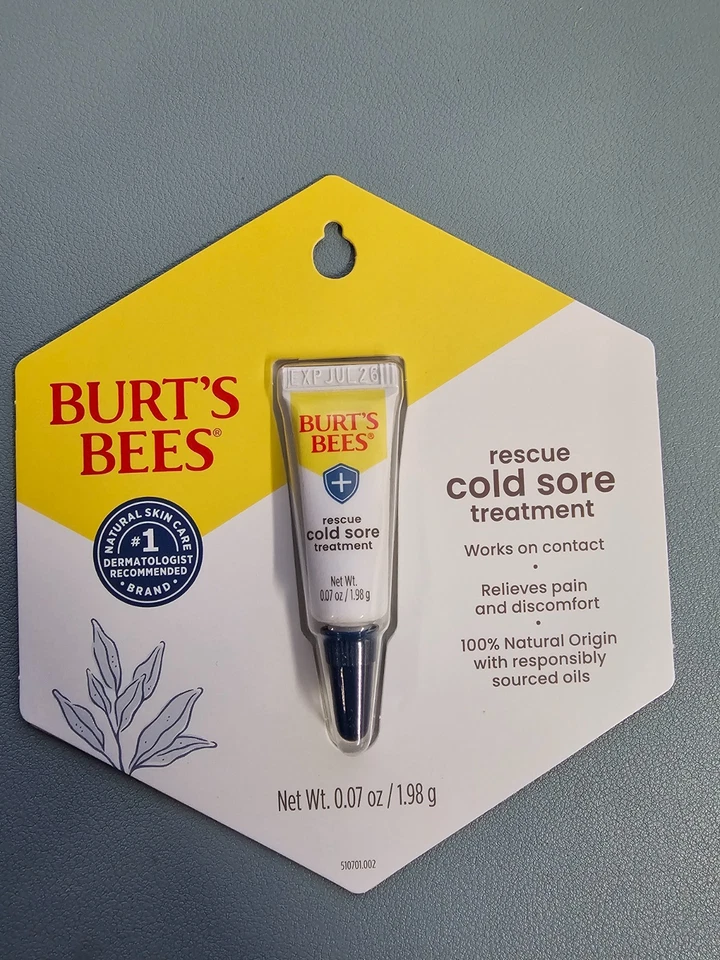 BURT'S
BEES®
NATURAL SKIN CARE
#1
DERMATOLOGIST
RECOMMENDED
• BRAND •
EXP JUL 26
BURT'S
BEES®
rescue
cold sore
treatment
Net Wt.
0.07 oz / 1.98 g
rescue
cold sore
treatment
Works on contact
•
Relieves pain
and discomfort
•
100% Natural Origin
with responsibly
sourced oils
Net Wt. 0.07 oz / 1.98 g
510701.002